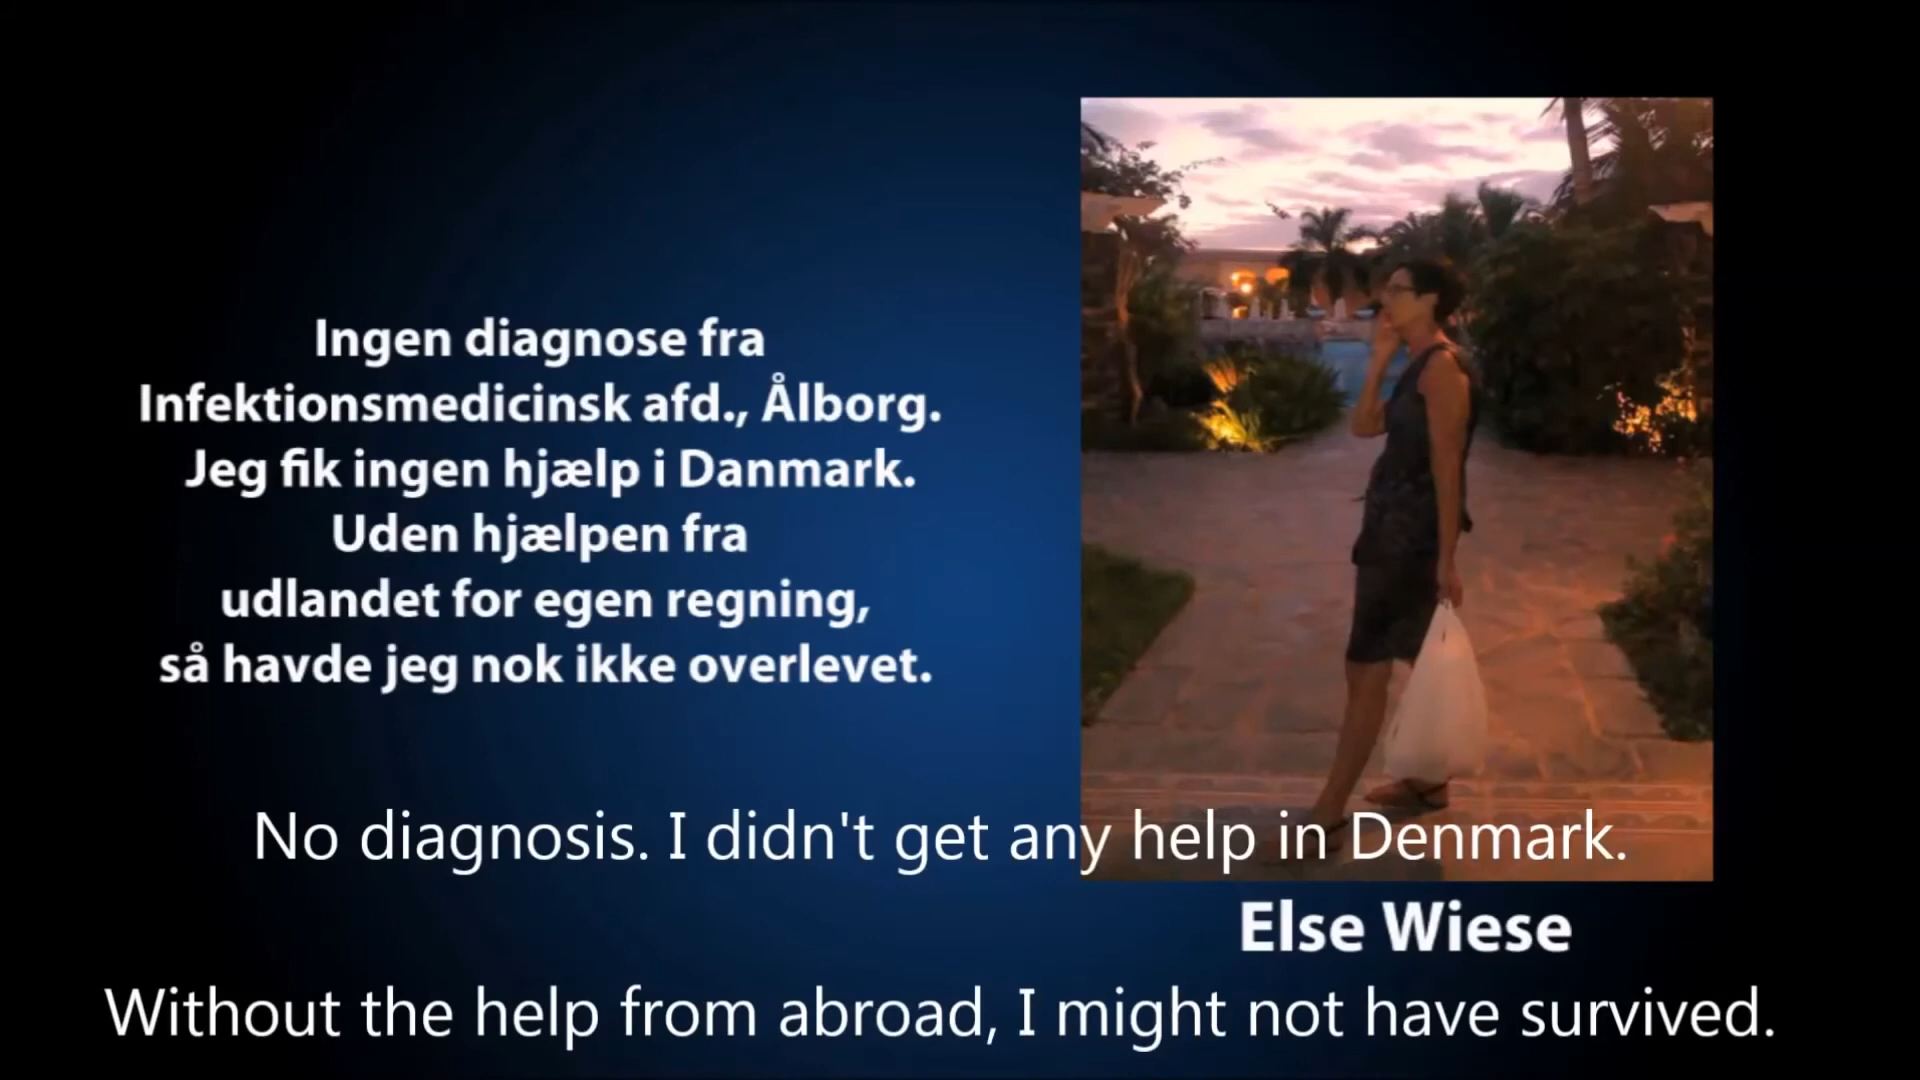 Ingen diagnose fra
Infektionsmedicinsk afd., Ålborg.
Jeg fik ingen hjælp i Danmark.
Uden hjælpen fra
udlandet for egen regning,
så havde jeg nok ikke overlevet.
No diagnosis. I didn't get any help in Denmark.
Else Wiese
Without the help from abroad, I might not have survived.